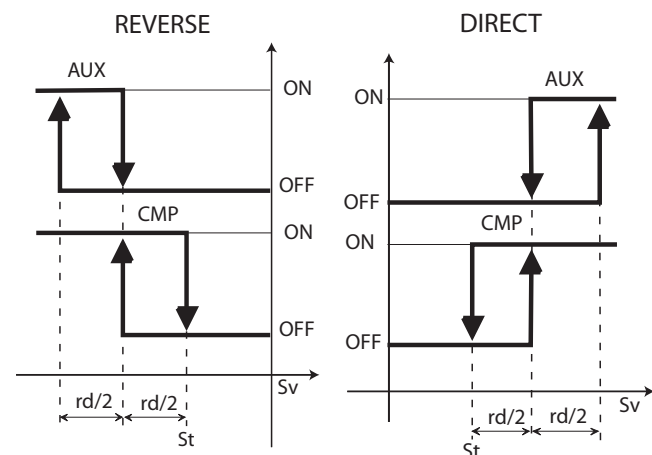 REVERSE
AUX
ON
OFF
CMP
ON
OFF
Sv
rd/2 rd/2
St
DIRECT
ON
AUX
OFF
CMP
ON
OFF
rd/2 rd/2
Sv
St